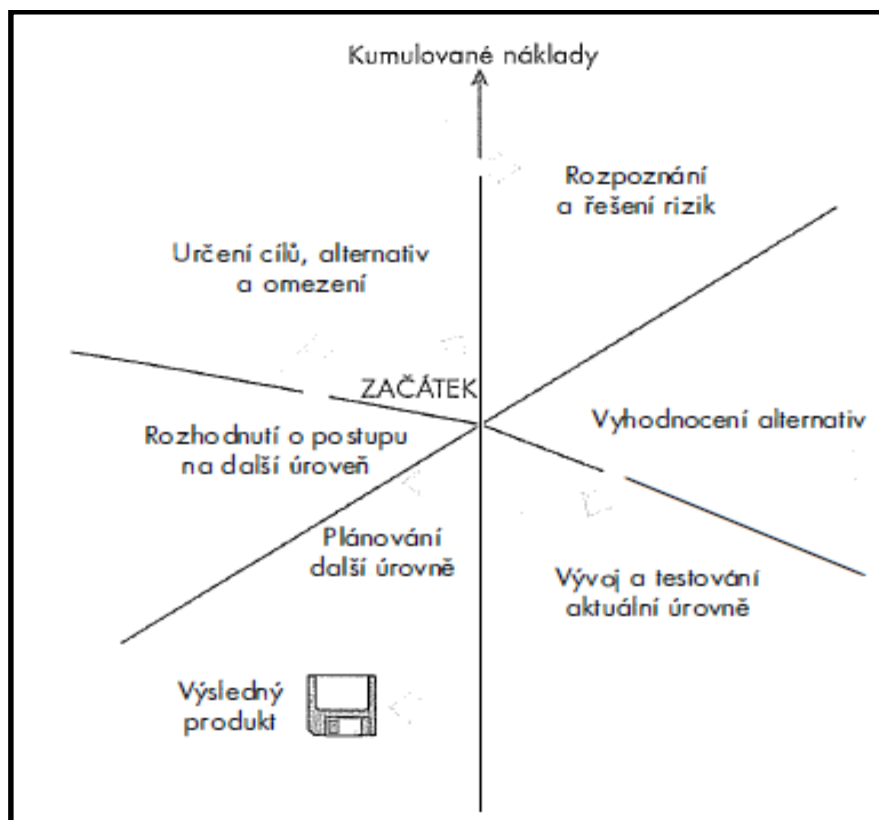 Kumulované náklady
Rozpoznání
a řešení rizik
Určení cílů, alternativ
a omezení
ZAČÁTEK
Vyhodnocení alternativ
Rozhodnutí o postupu
na další úroveň
Plánování
další úrovně
Vývoj a testování
aktuální úrovně
Výsledný
produkt